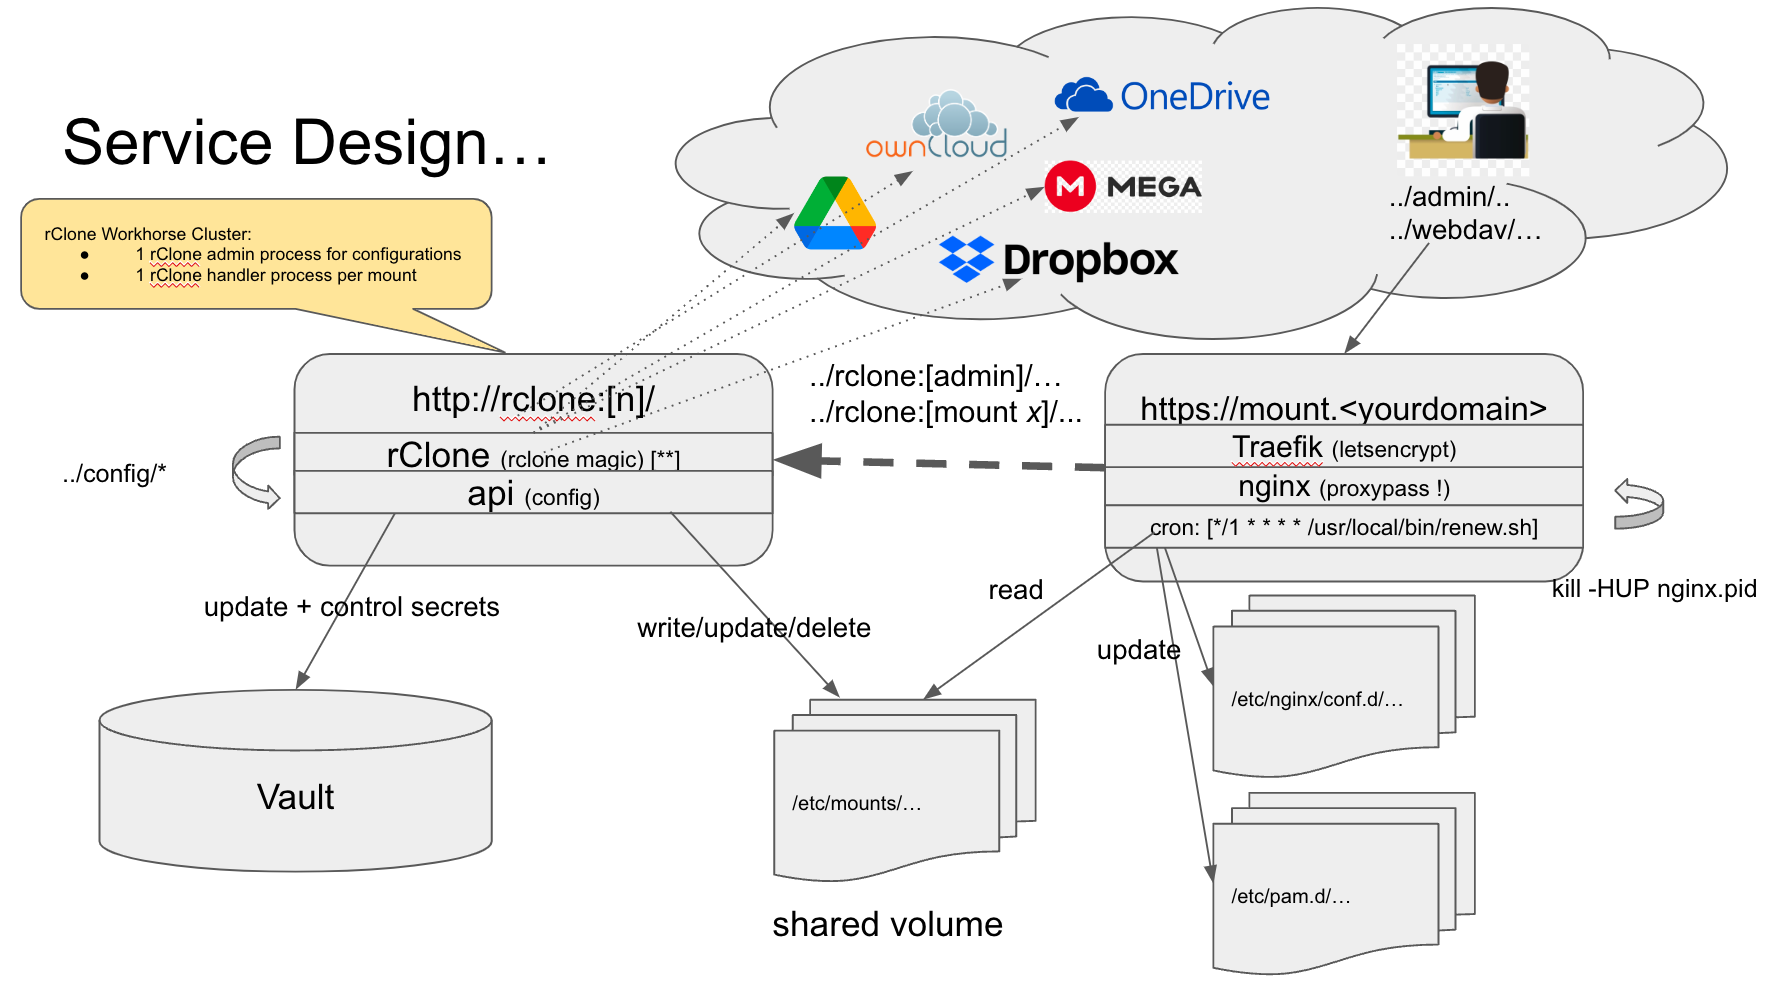 Service Design…
rClone Workhorse Cluster:
● 1 rClone admin process for configurations
● 1 rClone handler process per mount
ownCloud
OneDrive
MEGA
Dropbox
../admin/..
../webdav/…
http://rclone:[n]/
rClone (rclone magic) [**]
api (config)
../config/*
../rclone:[admin]/…
../rclone:[mount x]/...
https://mount.<yourdomain>
Traefik (letsencrypt)
nginx (proxypass !)
cron: [*/1 * * * * /usr/local/bin/renew.sh]
kill -HUP nginx.pid
update + control secrets
write/update/delete
read
update
Vault
/etc/mounts/…
shared volume
/etc/nginx/conf.d/…
/etc/pam.d/…